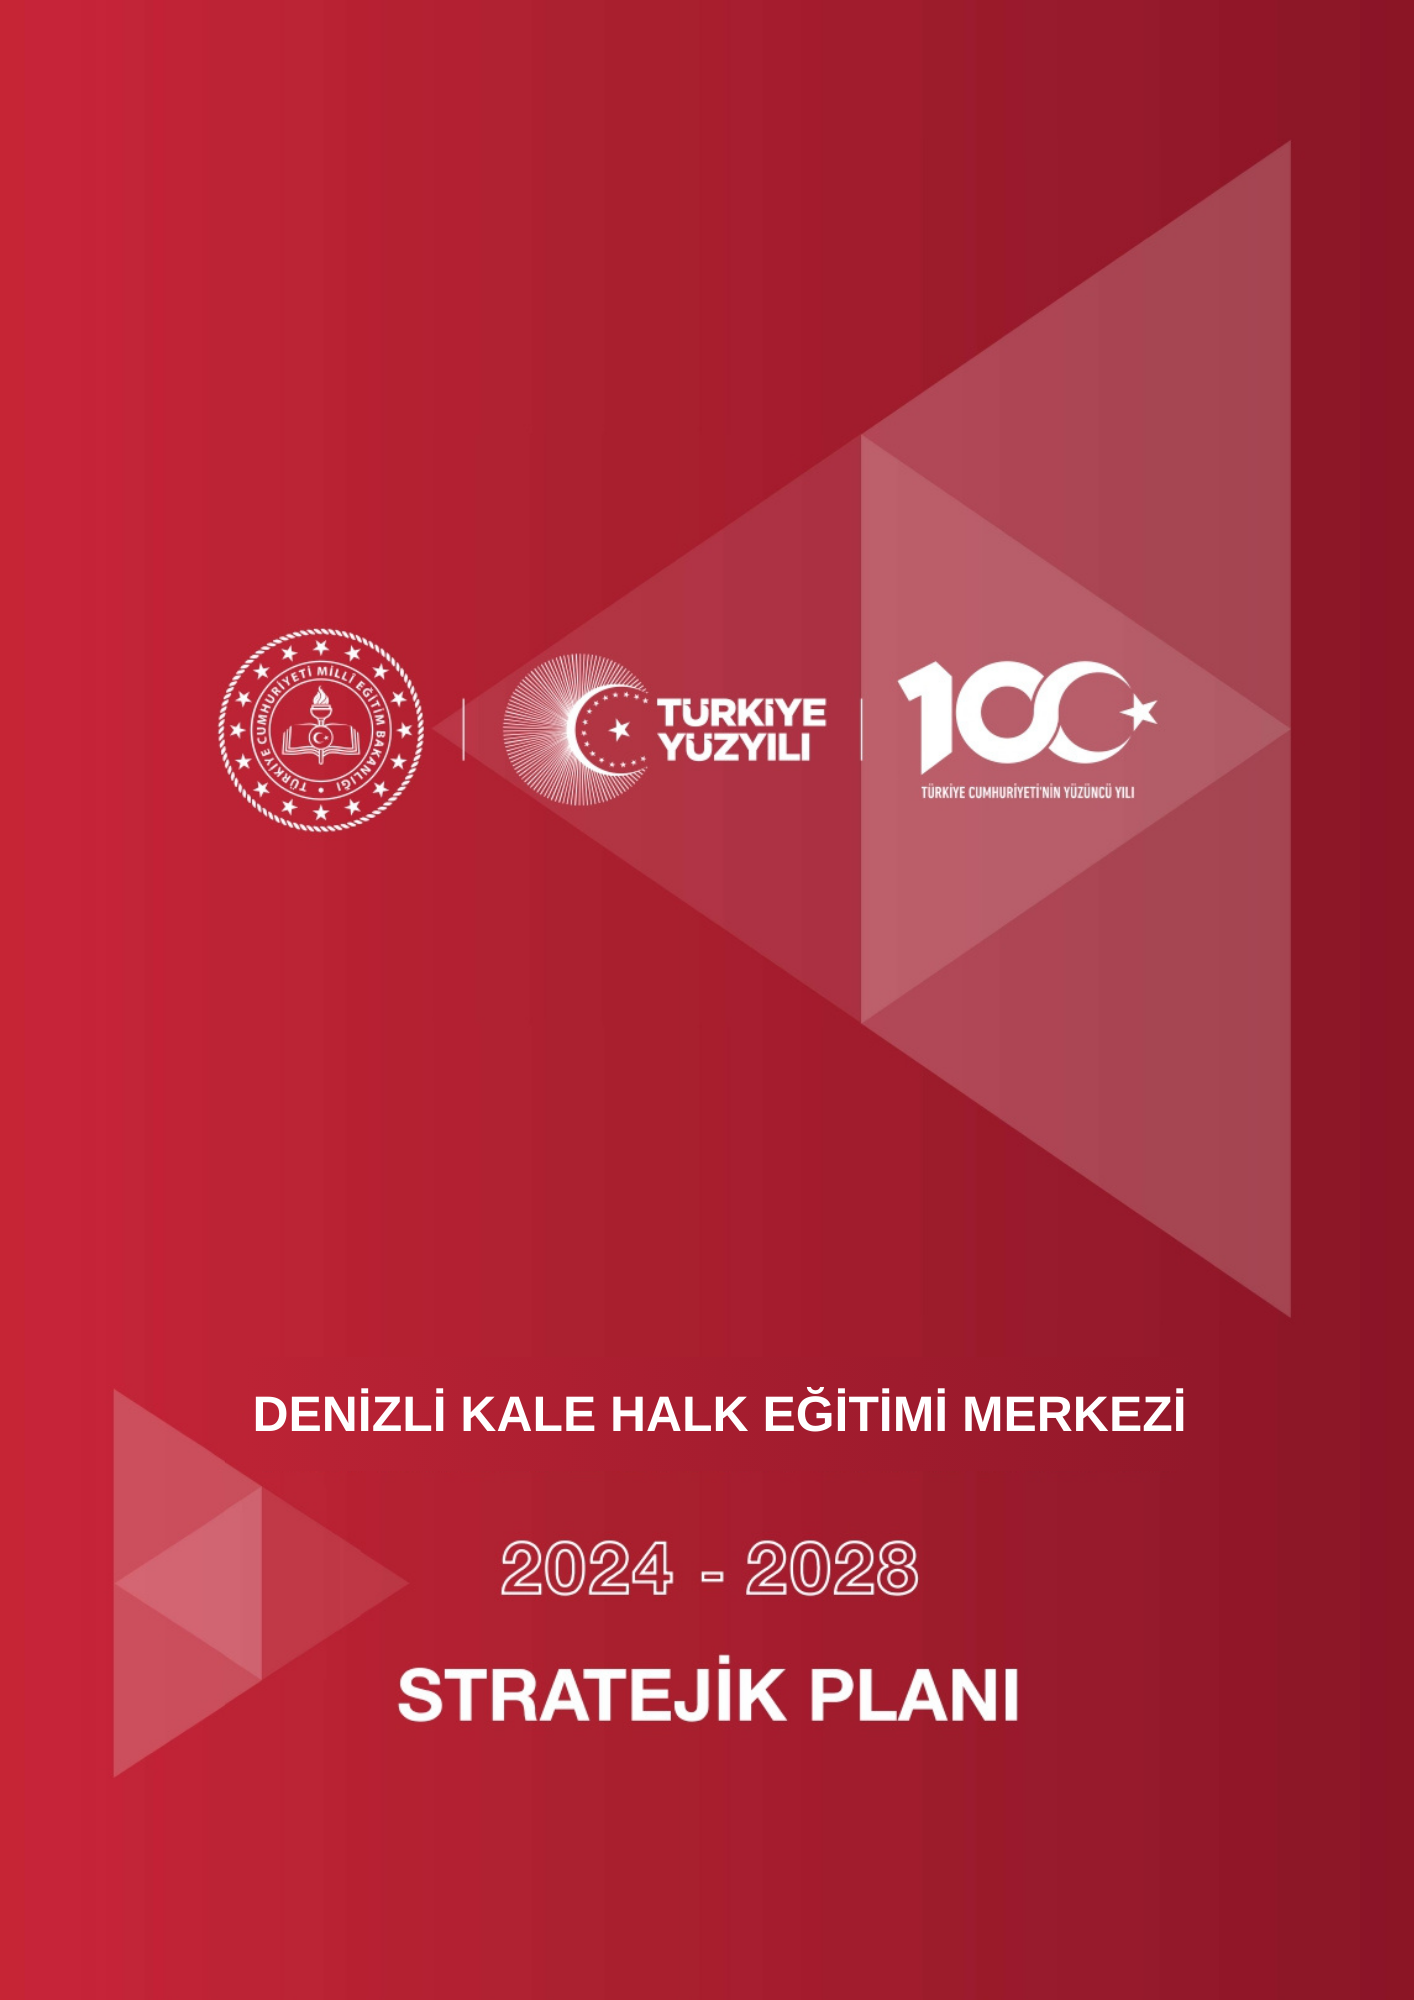 TÜRKİYE CUMHURİYETİ MİLLİ EĞİTİM BAKANLIĞI
TÜRKİYE
YÜZYILI
100
TÜRKİYE CUMHURİYETİ'NİN YÜZÜNCÜ YILI
DENİZLİ KALE HALK EĞİTİMİ MERKEZİ
2024 - 2028
STRATEJİK PLANI